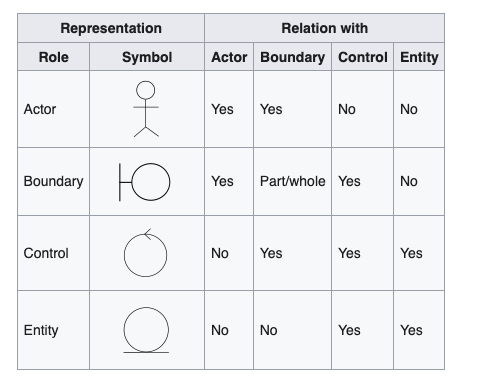 Representation Relation with
Role Symbol Actor Boundary Control Entity
Actor Yes Yes No No
Boundary Yes Part/whole Yes No
Control No Yes Yes Yes
Entity No No Yes Yes